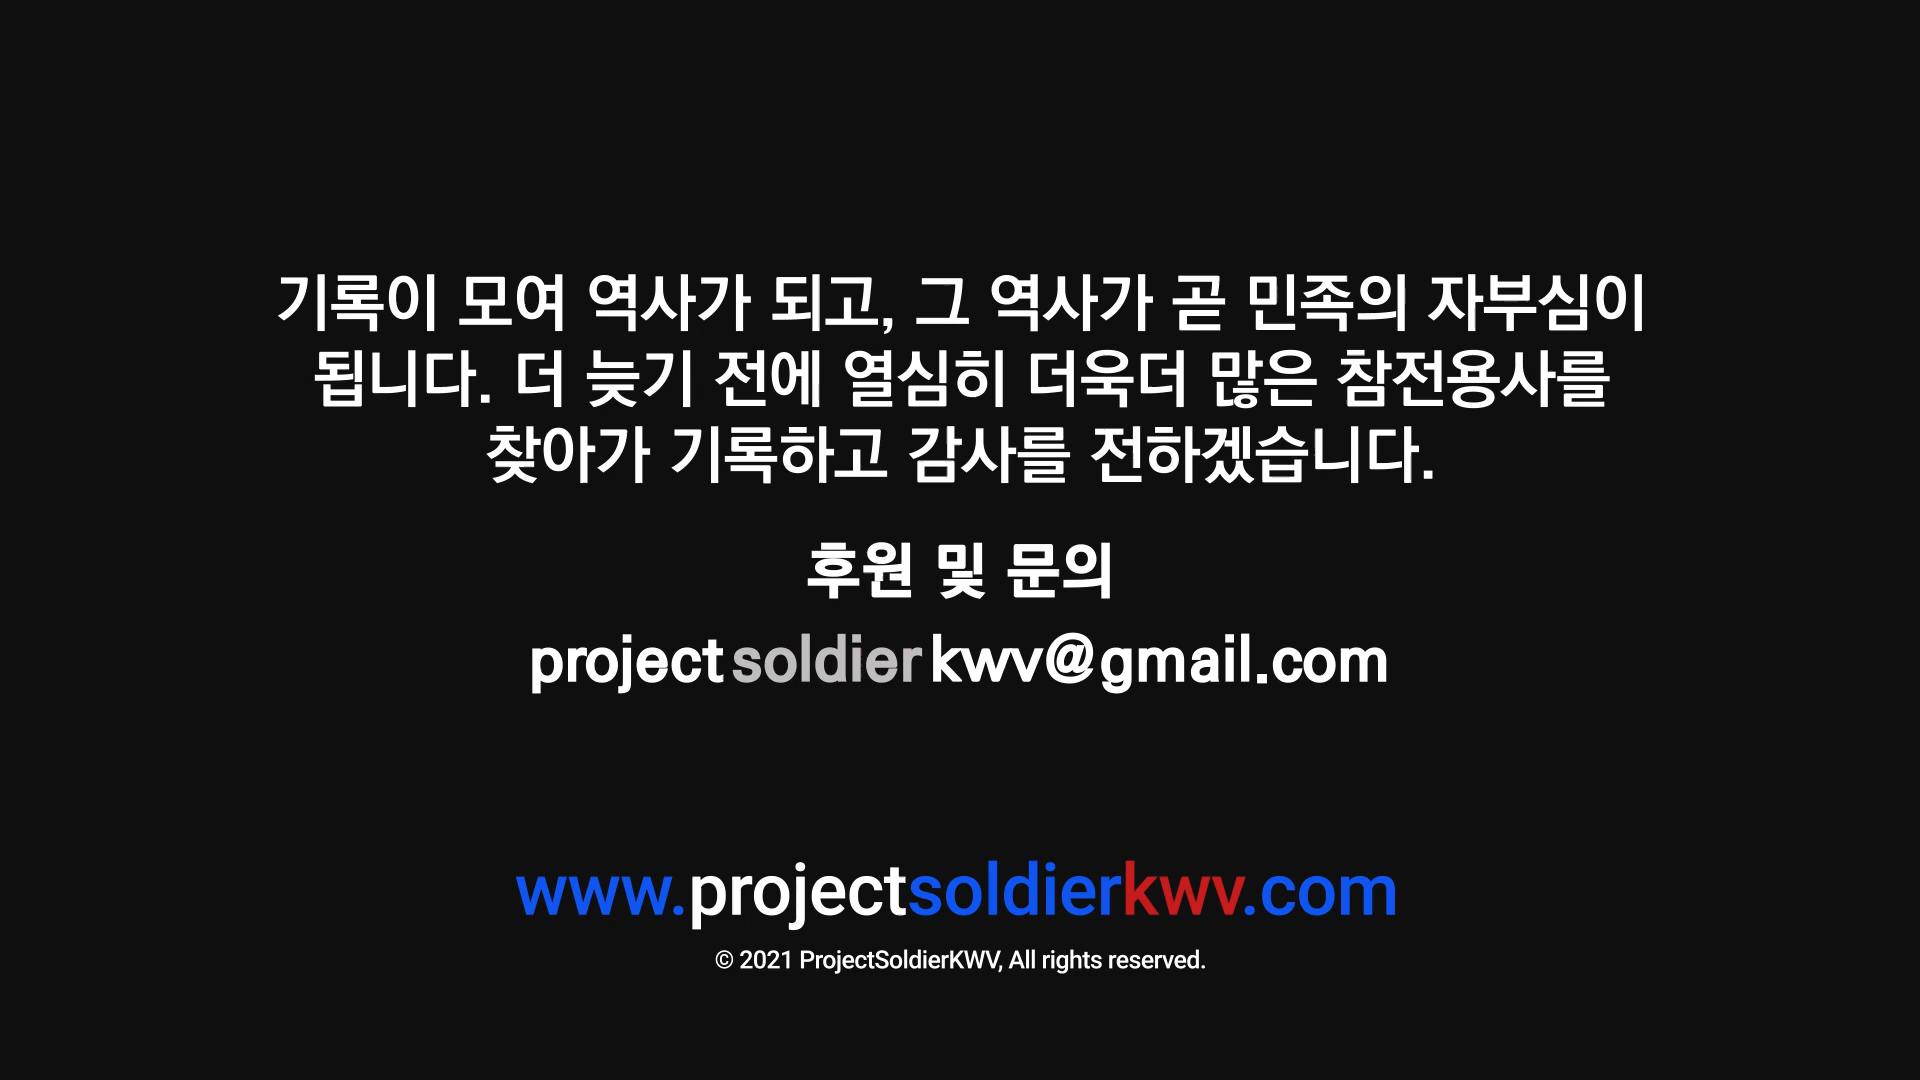 기록이 모여 역사가 되고, 그 역사가 곧 민족의 자부심이
됩니다. 더 늦기 전에 열심히 더욱더 많은 참전용사를
찾아가 기록하고 감사를 전하겠습니다.
후원 및 문의
projectsoldierkwv@gmail.com
www.projectsoldierkwv.com
© 2021 ProjectSoldierKWV, All rights reserved.